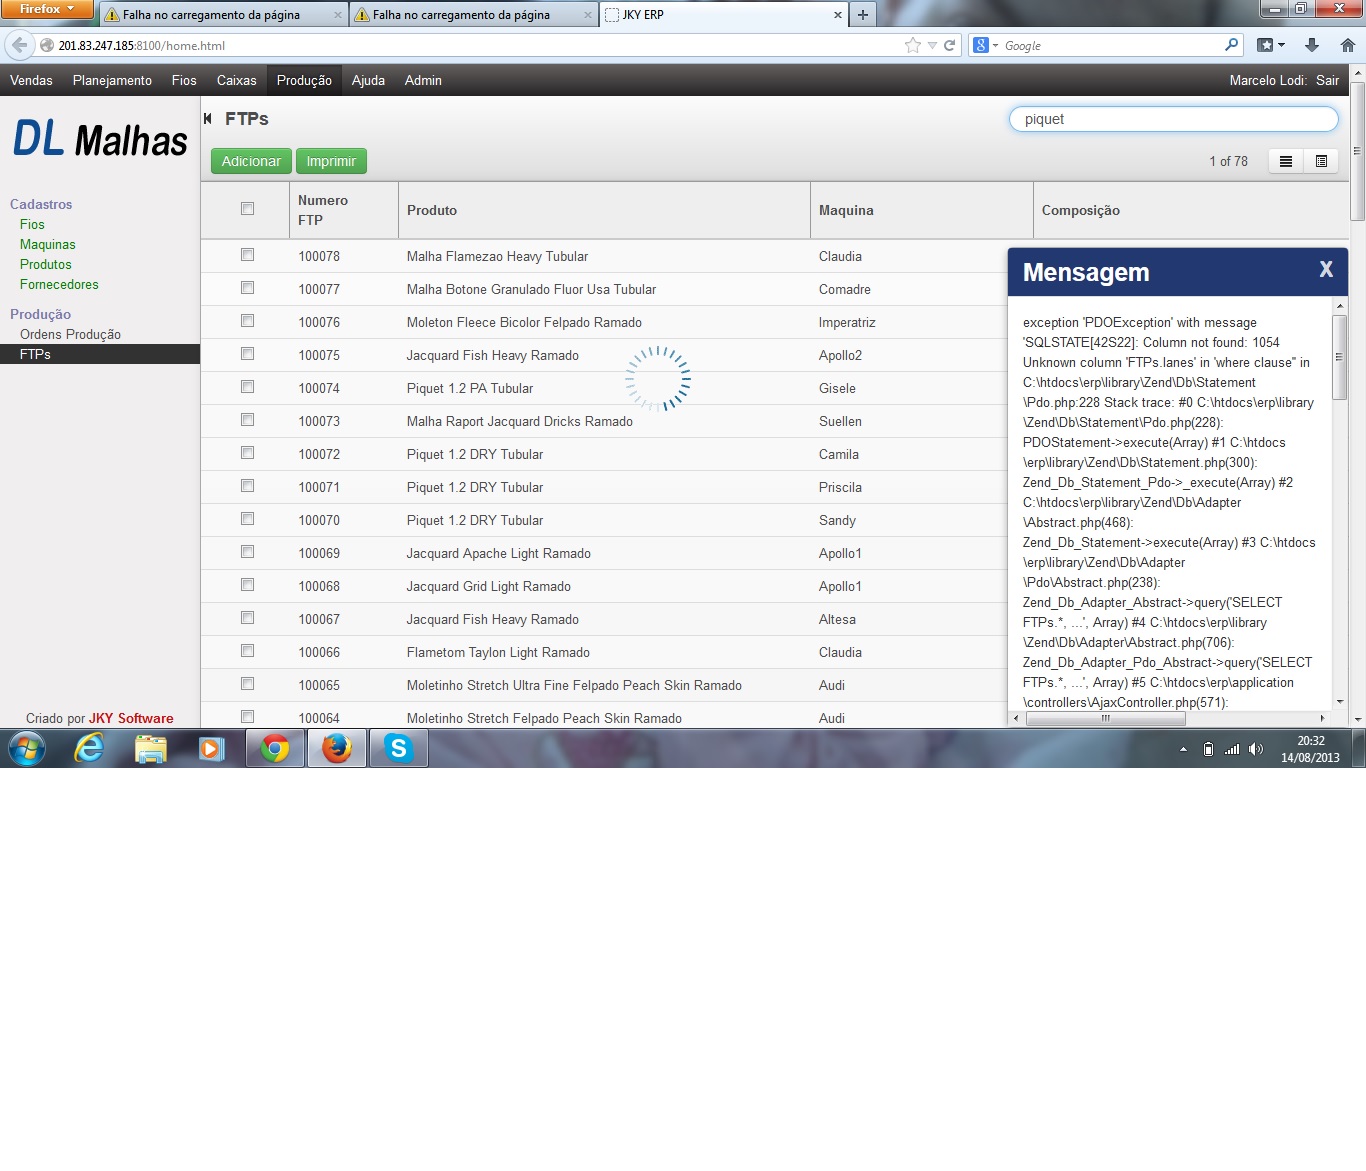 Firefox
Falha no carregamento da página
Falha no carregamento da página
JKY ERP
201.83.247.185:8100/home.html
Google
Vendas Planejamento Fios Caixas Produção Ajuda Admin
Marcelo Lodi: Sair
DL Malhas
FTPs
piquet
Adicionar Imprimir
1 of 78
Cadastros
Fios
Maquinas
Produtos
Fornecedores
Produção
Ordens Produção
FTPs
Numero FTP Produto Maquina Composição
100078 Malha Flamezao Heavy Tubular Claudia
100077 Malha Botone Granulado Fluor Usa Tubular Comadre
100076 Moleton Fleece Bicolor Felpado Ramado Imperatriz
100075 Jacquard Fish Heavy Ramado Apollo2
100074 Piquet 1.2 PA Tubular Gisele
100073 Malha Raport Jacquard Dricks Ramado Suellen
100072 Piquet 1.2 DRY Tubular Camila
100071 Piquet 1.2 DRY Tubular Priscila
100070 Piquet 1.2 DRY Tubular Sandy
100069 Jacquard Apache Light Ramado Apollo1
100068 Jacquard Grid Light Ramado Apollo1
100067 Jacquard Fish Heavy Ramado Altesa
100066 Flametom Taylon Light Ramado Claudia
100065 Moletinho Stretch Ultra Fine Felpado Peach Skin Ramado Audi
100064 Moletinho Stretch Felpado Peach Skin Ramado Audi
Mensagem X
exception 'PDOException' with message
'SQLSTATE[42S22]: Column not found: 1054
Unknown column 'FTPs.lanes' in 'where clause'' in
C:\htdocs\erp\library\Zend\Db\Statement
\Pdo.php:228 Stack trace: #0 C:\htdocs\erp\library
\Zend\Db\Statement\Pdo.php(228):
PDOStatement->execute(Array) #1 C:\htdocs
\erp\library\Zend\Db\Statement.php(300):
Zend_Db_Statement_Pdo->_execute(Array) #2
C:\htdocs\erp\library\Zend\Db\Adapter
\Abstract.php(468):
Zend_Db_Statement->execute(Array) #3 C:\htdocs
\erp\library\Zend\Db\Adapter
\Pdo\Abstract.php(238):
Zend_Db_Adapter_Abstract->query('SELECT
FTPs.*, ...', Array) #4 C:\htdocs\erp\library
\Zend\Db\Adapter\Abstract.php(706):
Zend_Db_Adapter_Pdo_Abstract->query('SELECT
FTPs.*, ...', Array) #5 C:\htdocs\erp\application
\controllers\AjaxController.php(571):
Criado por JKY Software
20:32
14/08/2013